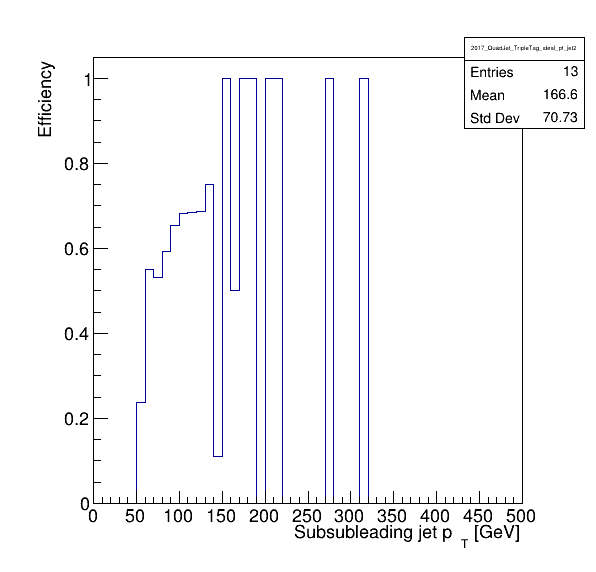 2017_QuadJet_TripleTag_ideal_pt_jet2
Entries 13
Mean 166.6
Std Dev 70.73
Efficiency
1
0.8
0.6
0.4
0.2
0
0 50 100 150 200 250 300 350 400 450 500
Subsubleading jet p T [GeV]